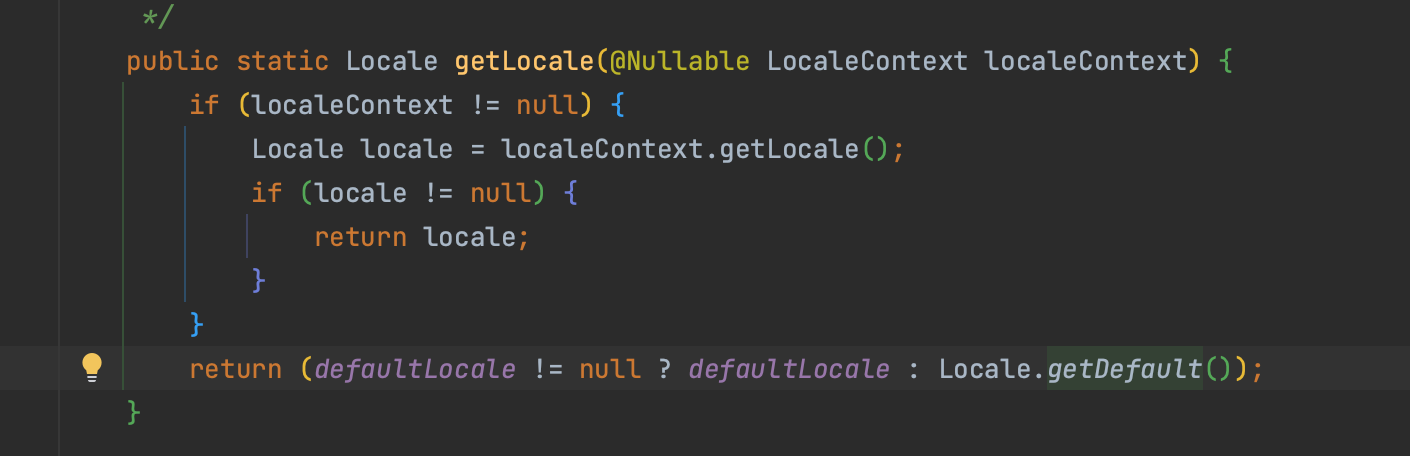 */
public static Locale getLocale(@Nullable LocaleContext localeContext) {
if (localeContext != null) {
Locale locale = localeContext.getLocale();
if (locale != null) {
return locale;
}
}
return (defaultLocale != null ? defaultLocale : Locale.getDefault());
}